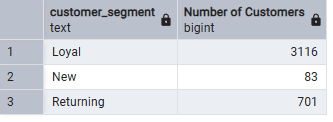 customer_segment Number of Customers
text bigint
1 Loyal 3116
2 New 83
3 Returning 701